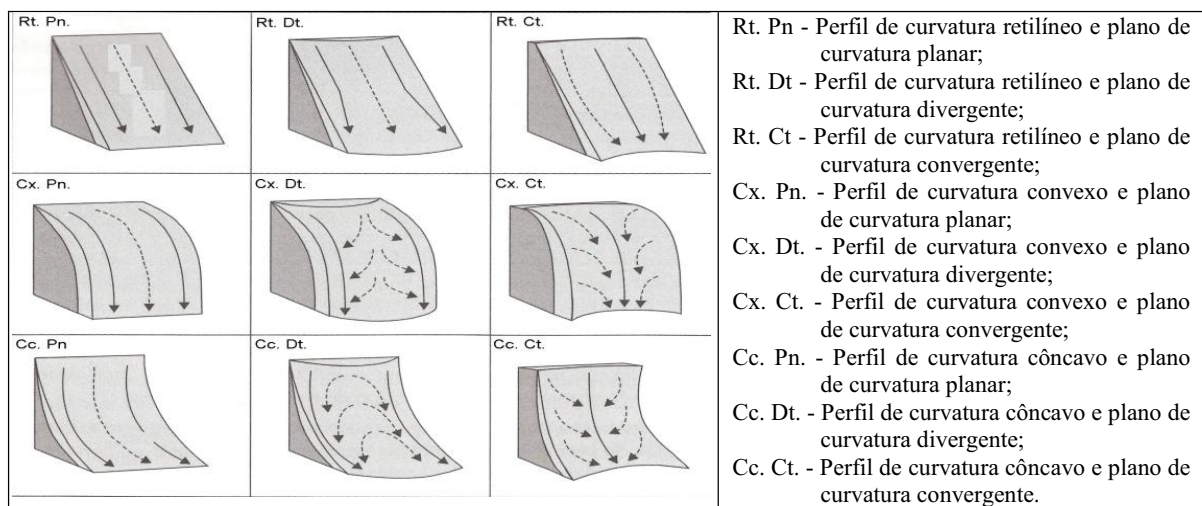 Rt. Pn.
Rt. Dt.
Rt. Ct.
Cx. Pn.
Cx. Dt.
Cx. Ct.
Cc. Pn
Cc. Dt.
Cc. Ct.
Rt. Pn - Perfil de curvatura retilíneo e plano de
curvatura planar;
Rt. Dt - Perfil de curvatura retilíneo e plano de
curvatura divergente;
Rt. Ct - Perfil de curvatura retilíneo e plano de
curvatura convergente;
Cx. Pn. - Perfil de curvatura convexo e plano
de curvatura planar;
Cx. Dt. - Perfil de curvatura convexo e plano
de curvatura divergente;
Cx. Ct. - Perfil de curvatura convexo e plano
de curvatura convergente;
Cc. Pn. - Perfil de curvatura côncavo e plano
de curvatura planar;
Cc. Dt. - Perfil de curvatura côncavo e plano de
curvatura divergente;
Cc. Ct. - Perfil de curvatura côncavo e plano de
curvatura convergente.